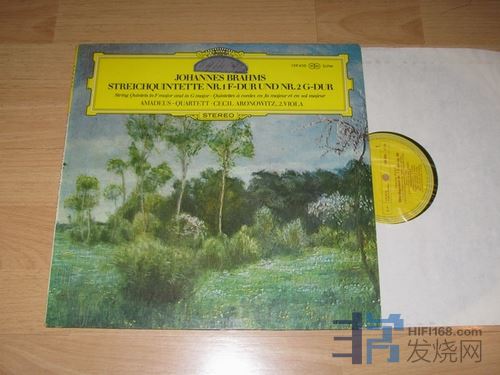 JOHANNES BRAHMS
STREICHQUINTETTE NR. 1 F-DUR UND NR. 2 G-DUR
String Quintets in F major and in G major · Quintettes à cordes en fa majeur et en sol majeur
AMADEUS-QUARTETT · CECIL ARONOWITZ, 2. VIOLA
STEREO
HIFI168.com
发烧网